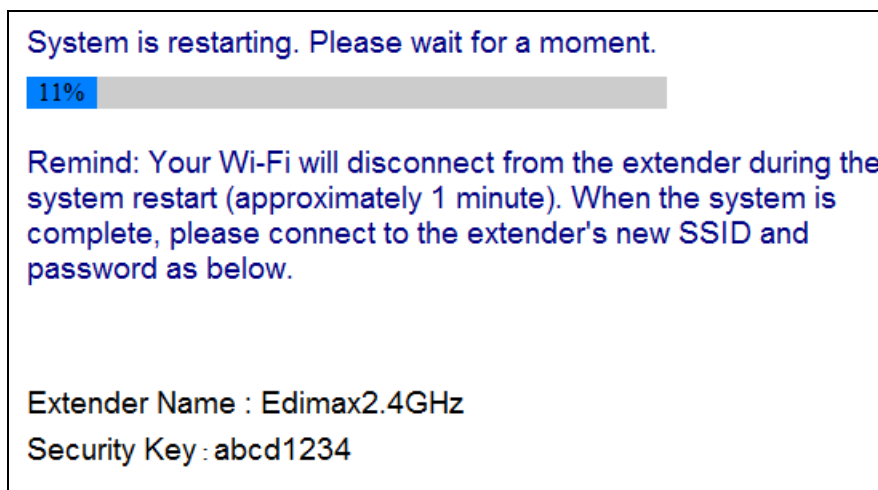 System is restarting. Please wait for a moment.
11%
Remind: Your Wi-Fi will disconnect from the extender during the
system restart (approximately 1 minute). When the system is
complete, please connect to the extender's new SSID and
password as below.
Extender Name : Edimax2.4GHz
Security Key : abcd1234